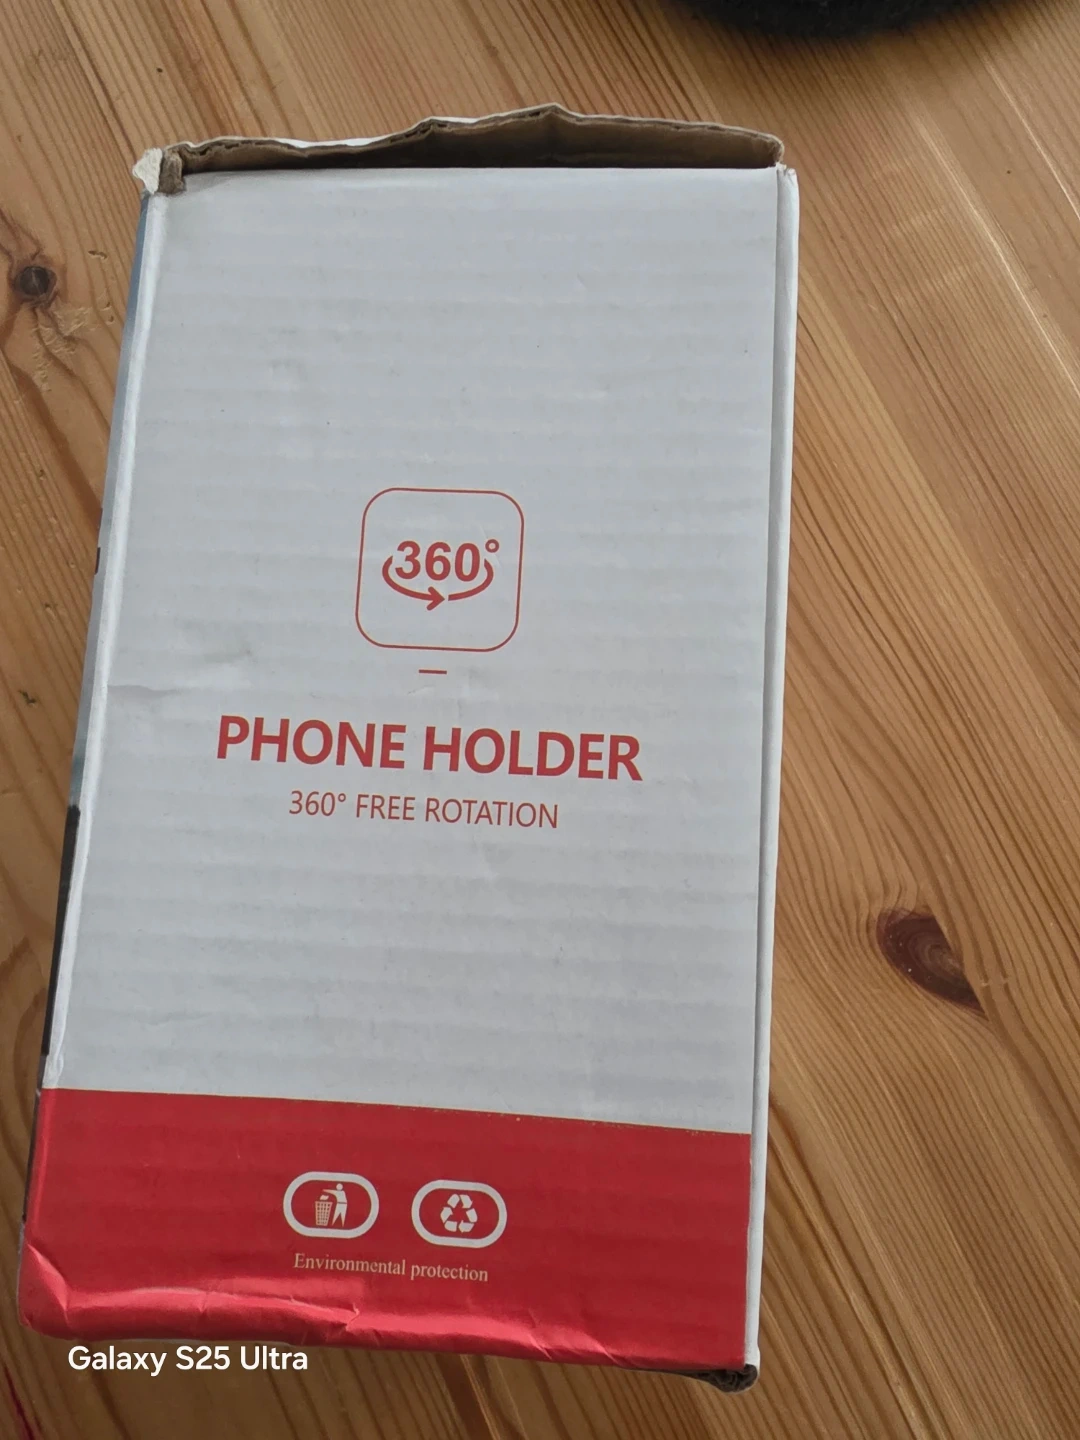 360°
PHONE HOLDER
360° FREE ROTATION
Environmental protection
Galaxy S25 Ultra